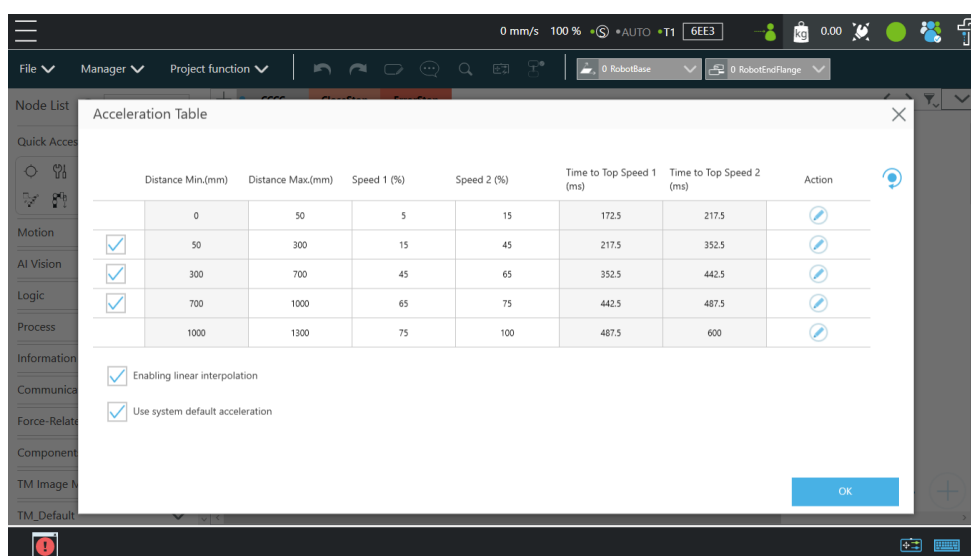 0 mm/s 100 % S AUTO T1 6EE3 kg 0.00
File Manager Project function 0 RobotBase 0 RobotEndFlange
Node List
Acceleration Table
Quick Acces
Distance Min.(mm) Distance Max.(mm) Speed 1 (%) Speed 2 (%) Time to Top Speed 1 (ms) Time to Top Speed 2 (ms) Action
0 50 5 15 172.5 217.5
Motion
50 300 15 45 217.5 352.5
AI Vision
300 700 45 65 352.5 442.5
Logic
700 1000 65 75 442.5 487.5
Process
1000 1300 75 100 487.5 600
Information
Enabling linear interpolation
Communica
Use system default acceleration
Force-Relate
Component
TM Image M
OK
TM_Default